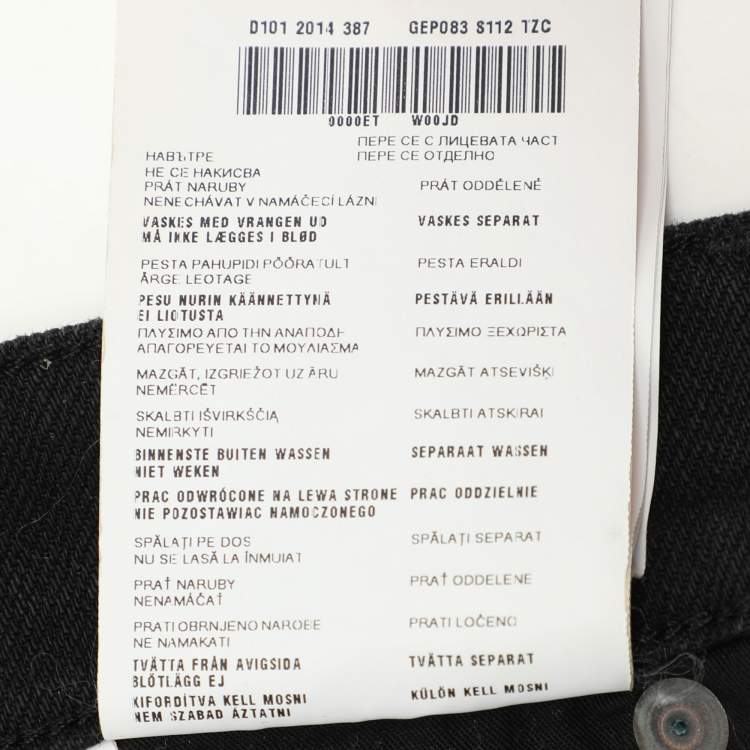 D101 2014 387 GEP083 S112 TZC
0000ET W00JD
ПЕРЕ СЕ С ЛИЦЕВАТА ЧАСТ
НАВЪТРЕ ПЕРЕ СЕ ОТДЕЛНО
НЕ СЕ НАКИСВА
PRÁT NARUBY PRÁT ODDĚLENĚ
NENECHÁVAT V NAMÁČECÍ LÁZNI
VASKES MED VRANGEN UD VASKES SEPARAT
MÅ IKKE LÆGGES I BLØD
PESTA PAHUPIDI PÖÖRATULT PESTA ERALDI
ÄRGE LEOTAGE
PESU NURIN KÄÄNNETTYNÄ PESTÄVÄ ERILLÄÄN
EI LIOTUSTA
ΠΛΥΣΙΜΟ ΑΠΟ ΤΗΝ ΑΝΑΠΟΔΗ ΠΛΥΣΙΜΟ ΞΕΧΩΡΙΣΤΑ
ΑΠΑΓΟΡΕΥΕΤΑΙ ΤΟ ΜΟΥΛΙΑΣΜΑ
MAZGĀT, IZGRIEŽOT UZ ĀRU MAZGĀT ATSEVIŠĶI
NEMĒRCĒT
SKALBTI IŠVIRKŠČIĄ SKALBTI ATSKIRAI
NEMIRKYTI
BINNENSTE BUITEN WASSEN SEPARAAT WASSEN
NIET WEKEN
PRAC ODWRÓCONE NA LEWA STRONE PRAC ODDZIELNIE
NIE POZOSTAWIAC NAMOCZONEGO
SPĂLAȚI PE DOS SPĂLAȚI SEPARAT
NU SE LASĂ LA ÎNMUIAT
PRAŤ NARUBY PRAŤ ODDELENE
NENAMÁČAŤ
PRATI OBRNJENO NAROBE PRATI LOČENO
NE NAMAKATI
TVÄTTA FRÅN AVIGSIDA TVÄTTA SEPARAT
BLÖTLÄGG EJ
KIFORDÍTVA KELL MOSNI KÜLÖN KELL MOSNI
NEM SZABAD ÁZTATNI